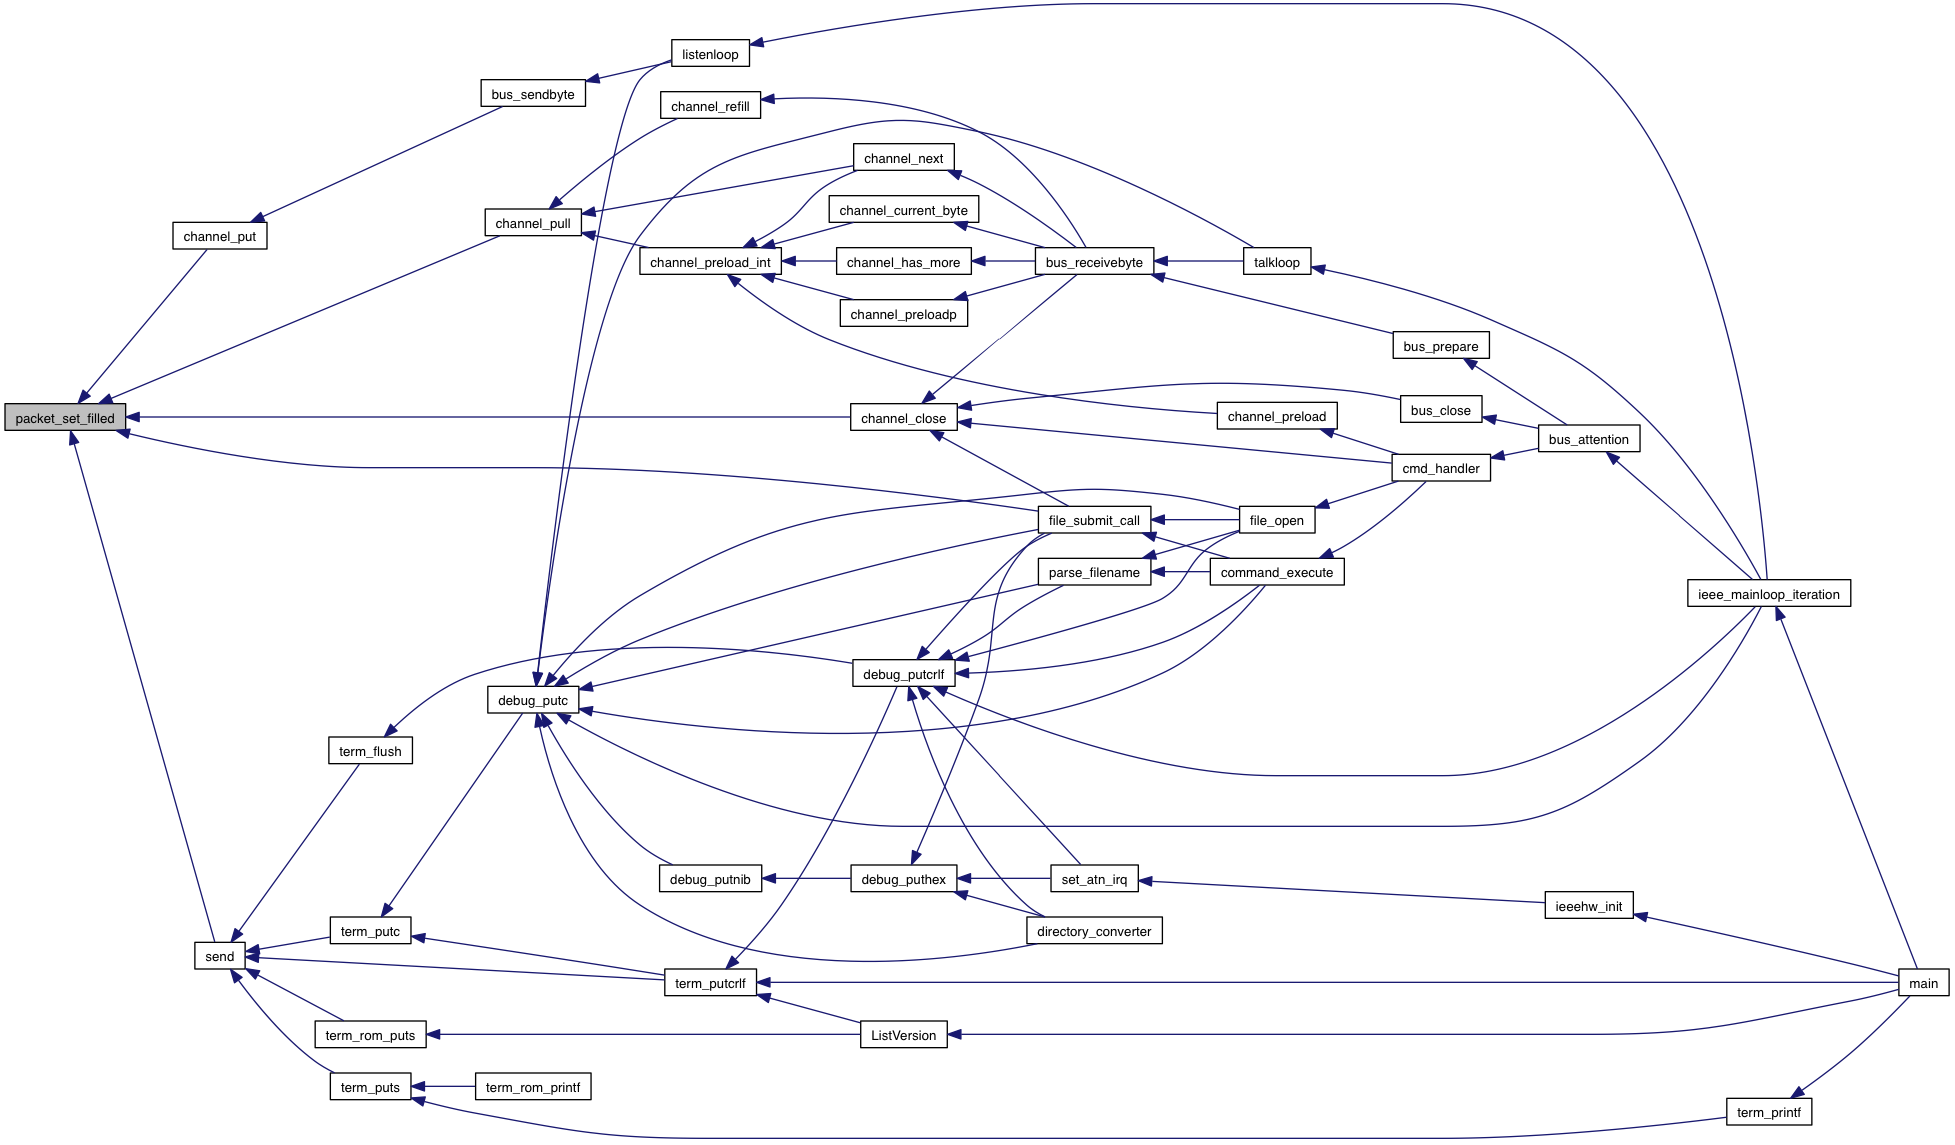 listenloop
bus_sendbyte
channel_refill
channel_next
channel_current_byte
channel_pull
channel_put
channel_preload_int
channel_has_more
bus_receivebyte
talkloop
channel_preloadp
bus_prepare
packet_set_filled
channel_close
channel_preload
bus_close
bus_attention
cmd_handler
file_submit_call
file_open
parse_filename
command_execute
ieee_mainloop_iteration
debug_putcrlf
debug_putc
term_flush
debug_putnib
debug_puthex
set_atn_irq
ieeehw_init
term_putc
directory_converter
send
term_putcrlf
main
term_rom_puts
ListVersion
term_puts
term_rom_printf
term_printf